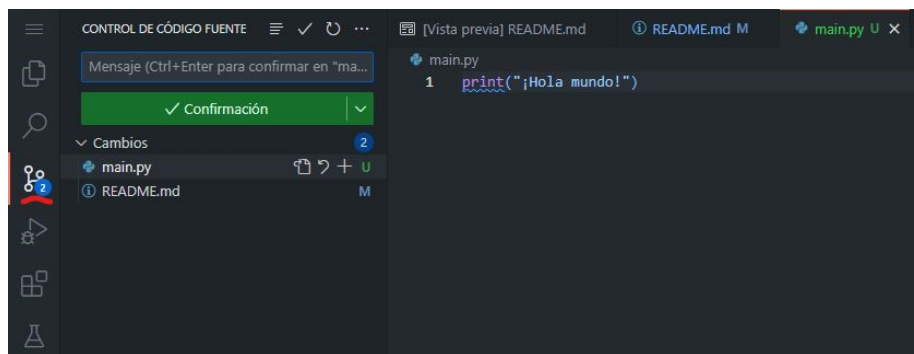 CONTROL DE CÓDIGO FUENTE
Mensaje (Ctrl+Enter para confirmar en "ma...
Confirmación
Cambios 2
main.py U
README.md M
2
[Vista previa] README.md README.md M main.py U
main.py
1 print("¡Hola mundo!")